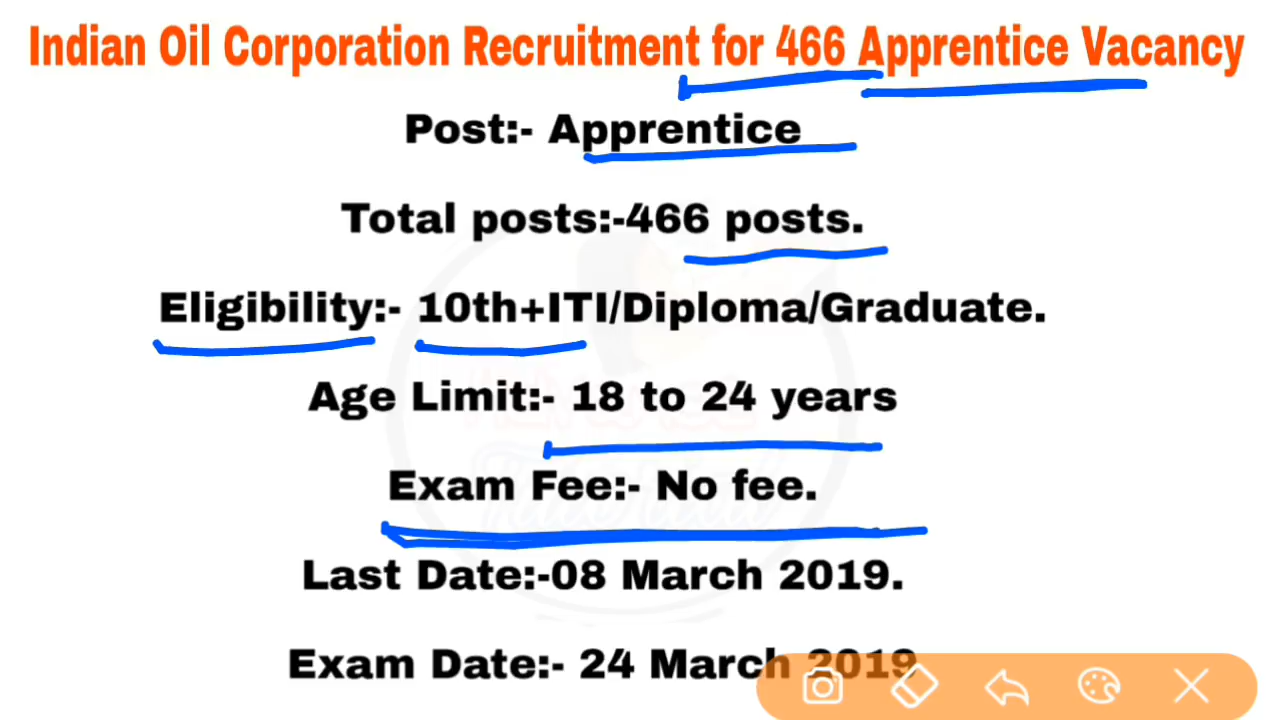 Indian Oil Corporation Recruitment for 466 Apprentice Vacancy
Post:- Apprentice
Total posts:-466 posts.
Eligibility:- 10th+ITI/Diploma/Graduate.
Age Limit:- 18 to 24 years
Exam Fee:- No fee.
Last Date:-08 March 2019.
Exam Date:- 24 March 2019